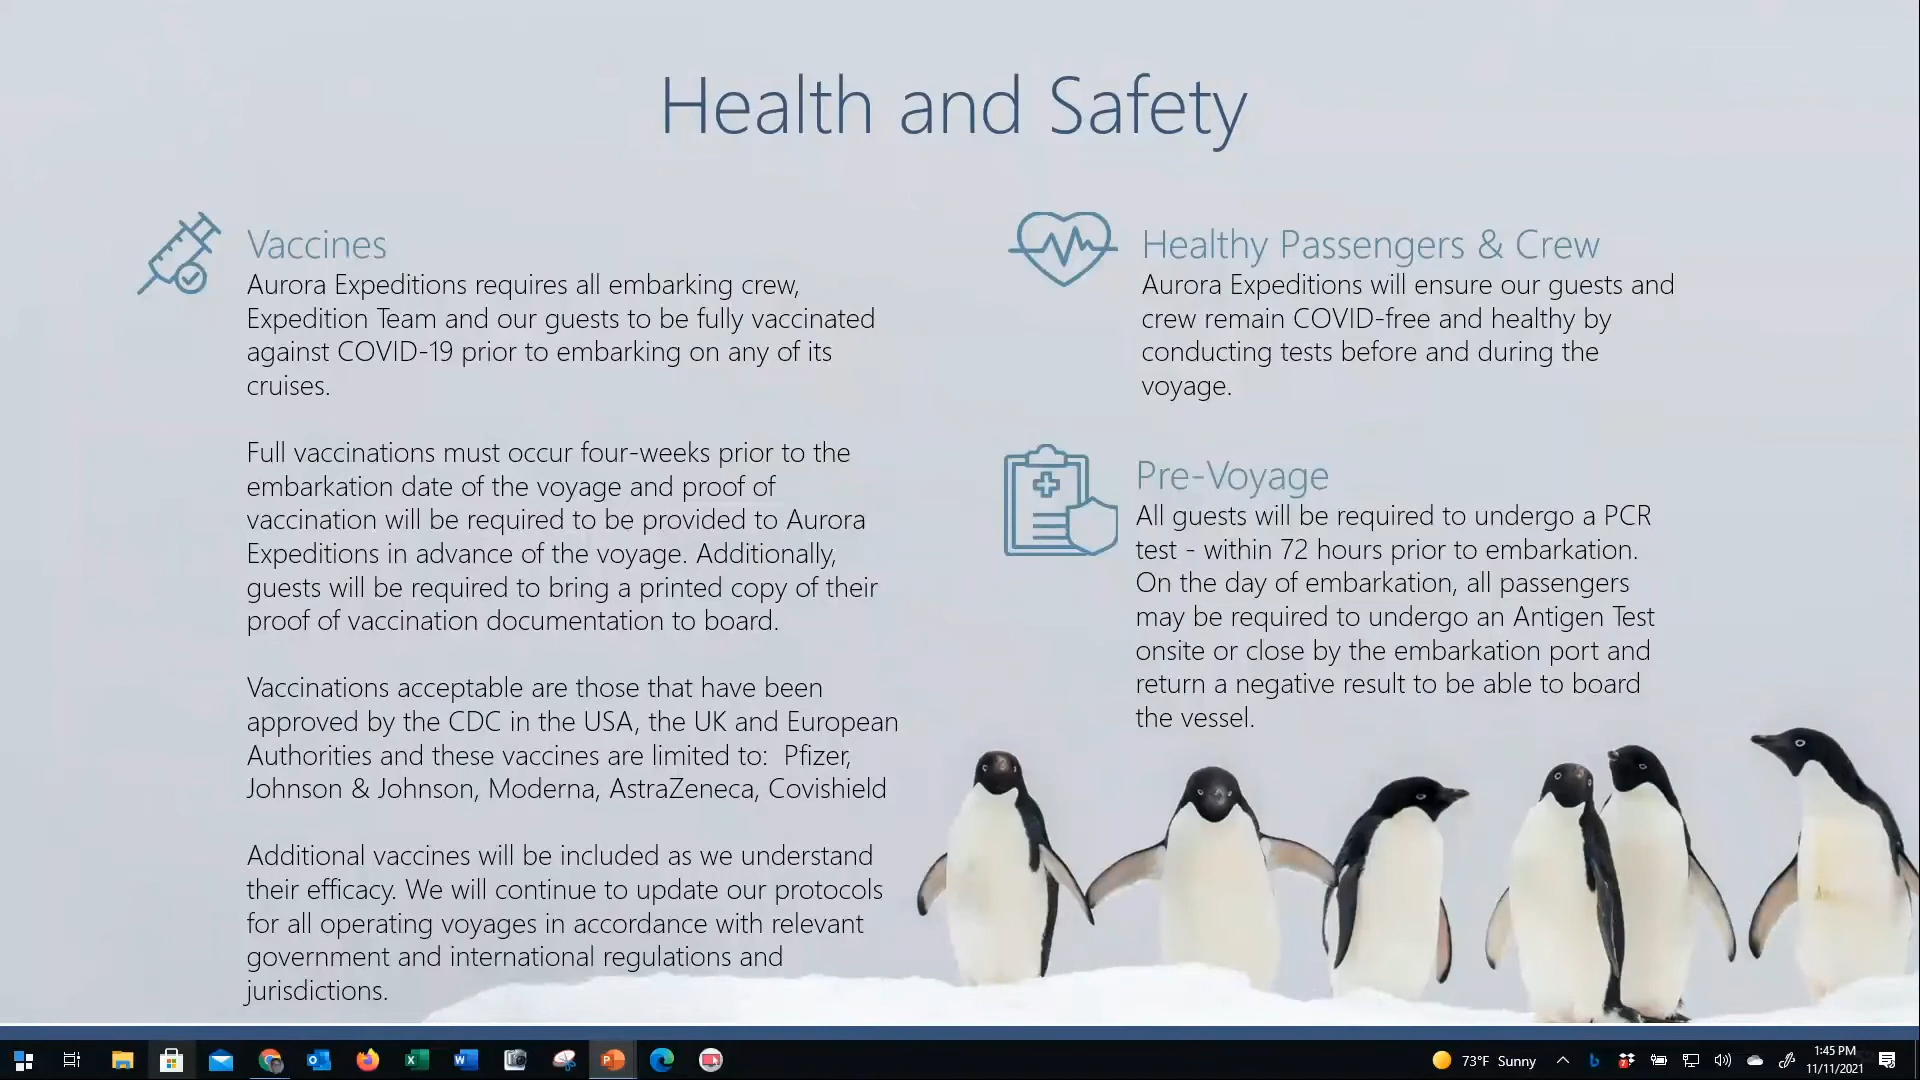 Health and Safety
Vaccines
Aurora Expeditions requires all embarking crew,
Expedition Team and our guests to be fully vaccinated
against COVID-19 prior to embarking on any of its
cruises.
Full vaccinations must occur four-weeks prior to the
embarkation date of the voyage and proof of
vaccination will be required to be provided to Aurora
Expeditions in advance of the voyage. Additionally,
guests will be required to bring a printed copy of their
proof of vaccination documentation to board.
Vaccinations acceptable are those that have been
approved by the CDC in the USA, the UK and European
Authorities and these vaccines are limited to:  Pfizer,
Johnson & Johnson, Moderna, AstraZeneca, Covishield
Additional vaccines will be included as we understand
their efficacy. We will continue to update our protocols
for all operating voyages in accordance with relevant
government and international regulations and
jurisdictions.
Healthy Passengers & Crew
Aurora Expeditions will ensure our guests and
crew remain COVID-free and healthy by
conducting tests before and during the
voyage.
Pre-Voyage
All guests will be required to undergo a PCR
test - within 72 hours prior to embarkation.
On the day of embarkation, all passengers
may be required to undergo an Antigen Test
onsite or close by the embarkation port and
return a negative result to be able to board
the vessel.
73°F Sunny
1:45 PM
11/11/2021